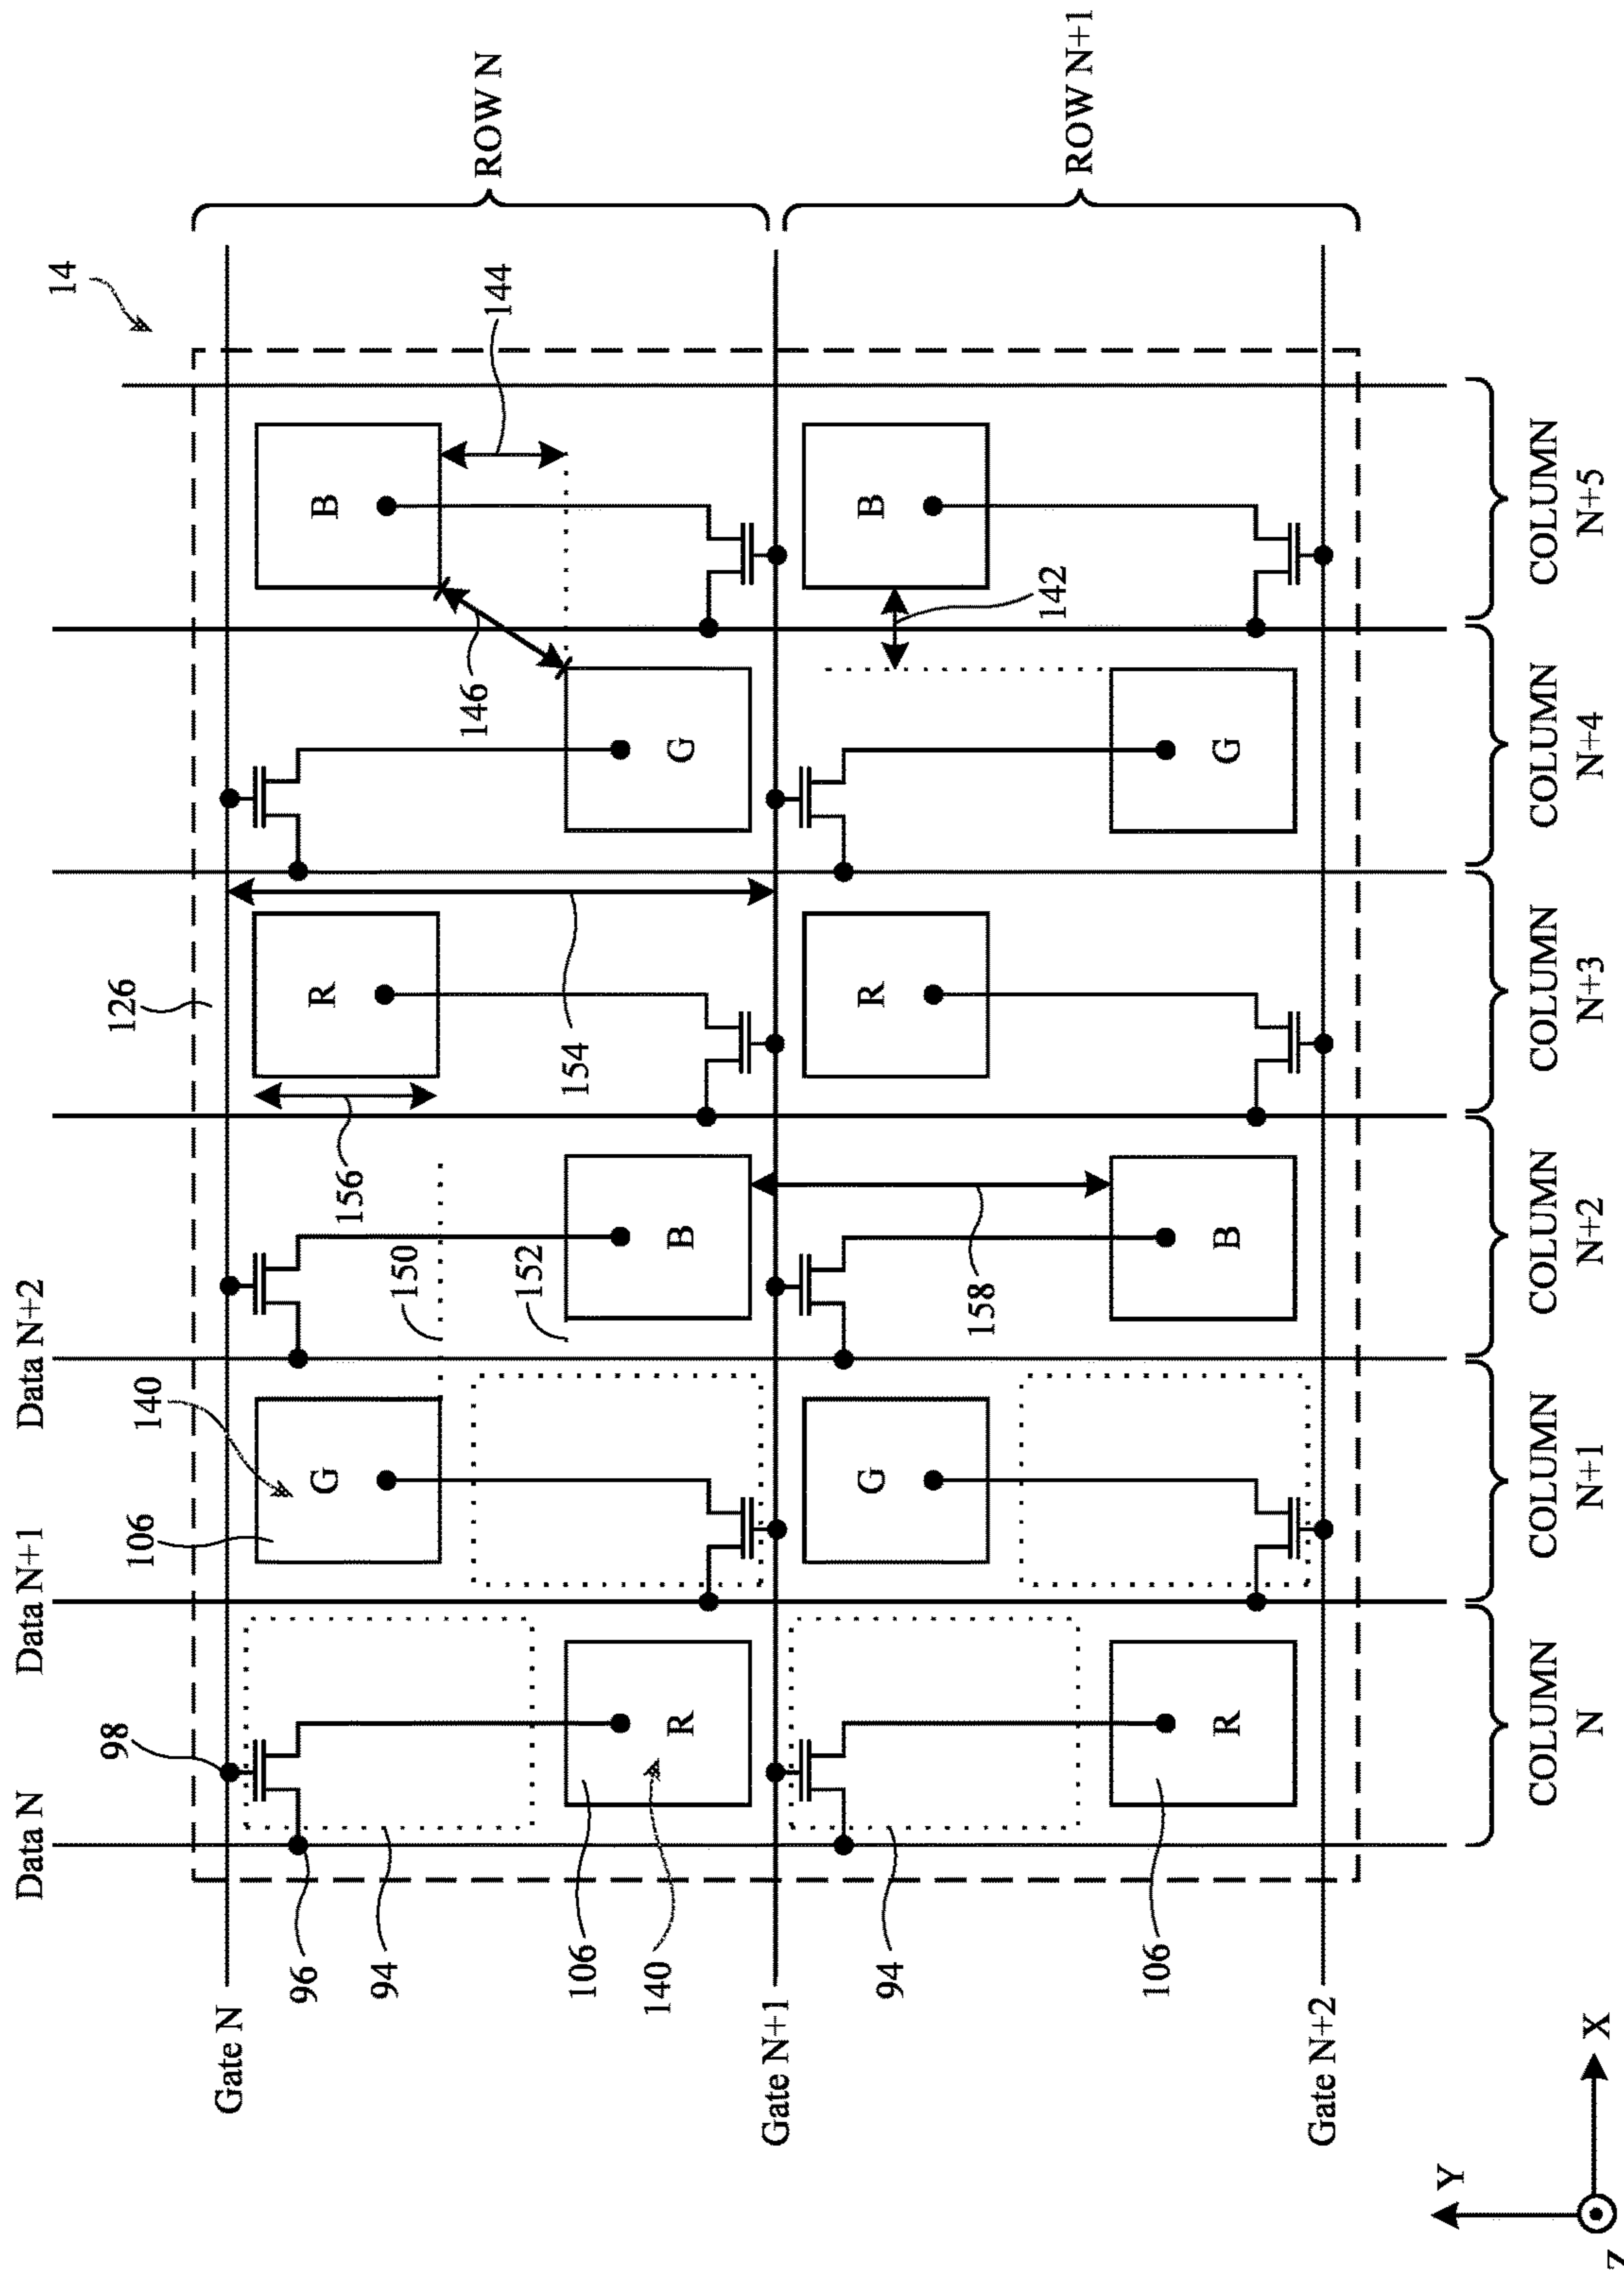 Data N
Data N+1
Data N+2
14
98
106
140
126
Gate N
96
94
G
R
B
156
150
146
144
ROW N
152
106
154
140
R
B
G
Gate N+1
94
G
R
B
158
142
ROW N+1
106
R
B
G
Gate N+2
COLUMN
N
COLUMN
N+1
COLUMN
N+2
COLUMN
N+3
COLUMN
N+4
COLUMN
N+5
Y
X
Z